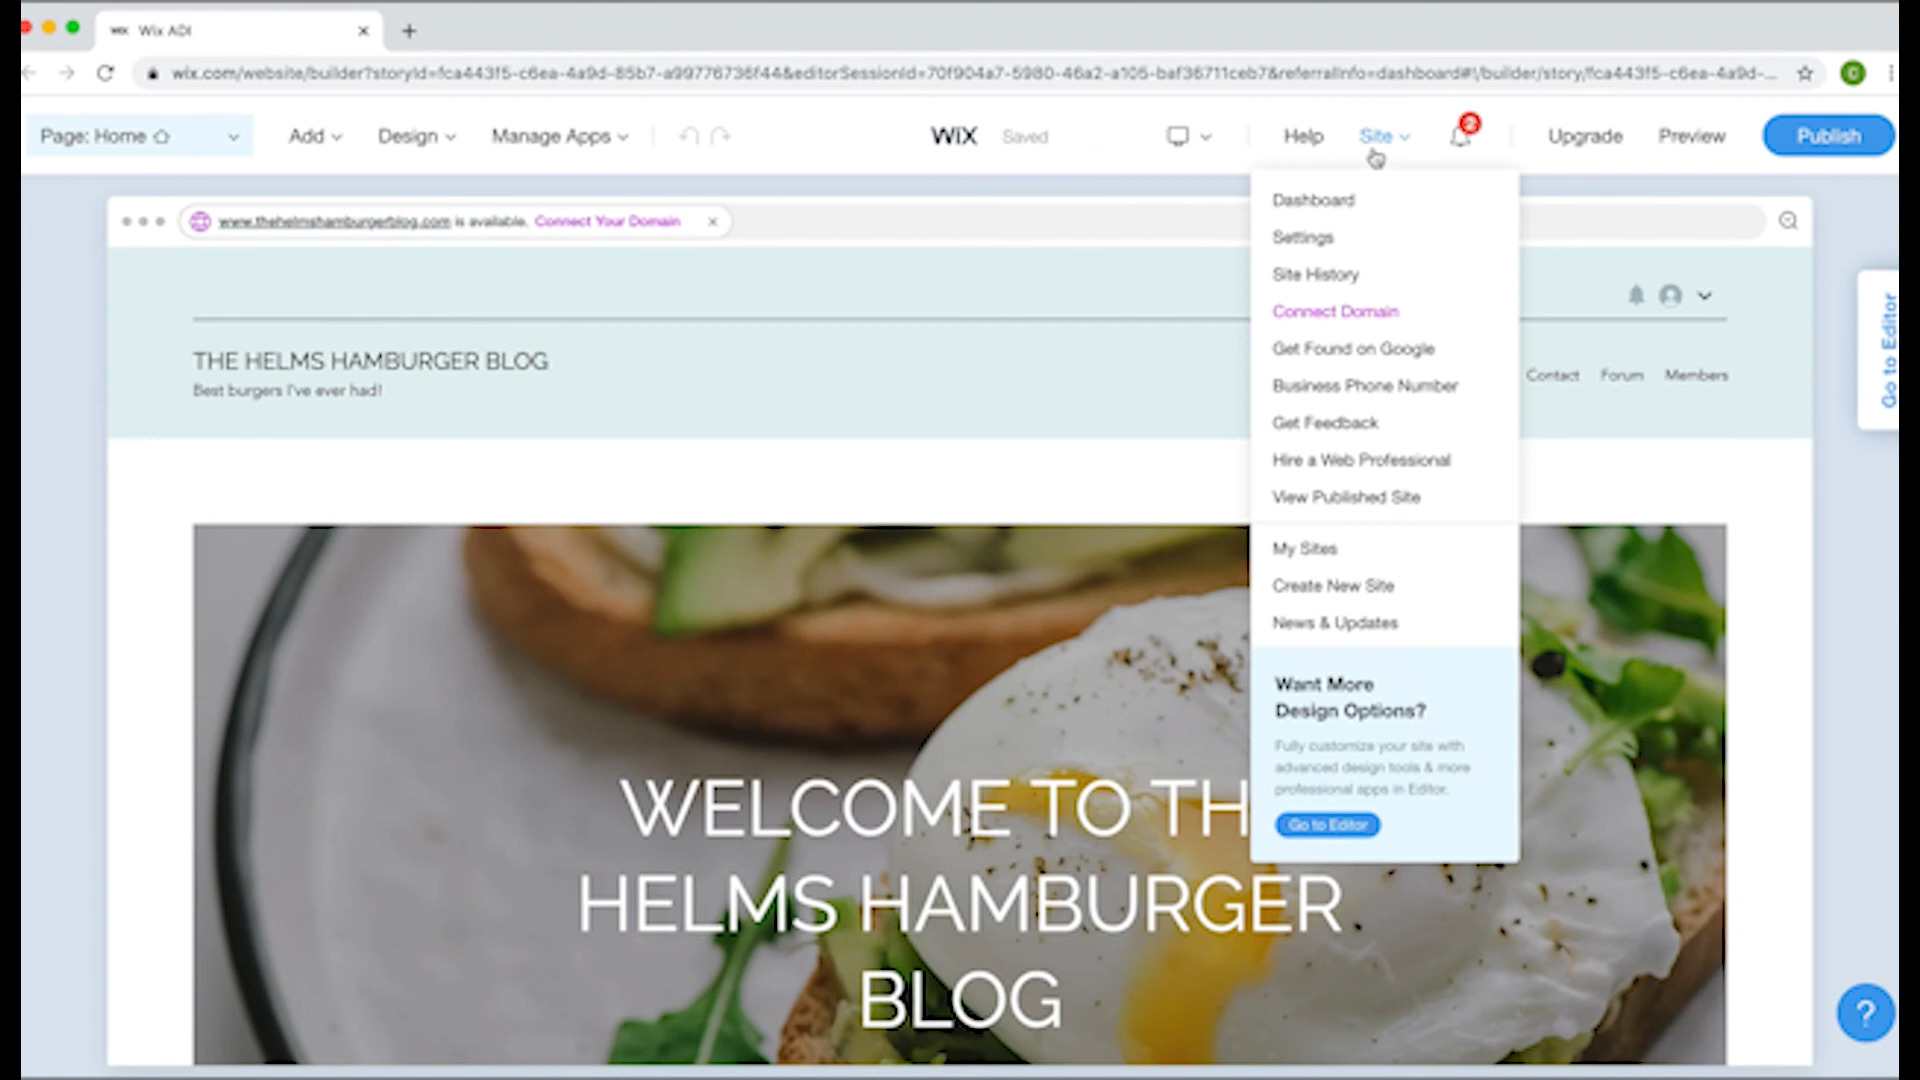 WIX Wix ADI
wix.com/website/builder?storyId=fca443f5-c6ea-4a9d-85b7-a99776736f44&editorSessionId=70f904a7-5980-46a2-a105-baf36711ceb7&referralInfo=dashboard#!/builder/story/fca443f5-c6ea-4a9d-...
Page: Home Add Design Manage Apps WiX Saved Help Site 2 Upgrade Preview Publish
www.thehelmshamburgerblog.com is available. Connect Your Domain
Dashboard
Settings
Site History
Connect Domain
Get Found on Google
Business Phone Number
Get Feedback
Hire a Web Professional
View Published Site
My Sites
Create New Site
News & Updates
Want More
Design Options?
Fully customize your site with
advanced design tools & more
professional apps in Editor.
Go to Editor
THE HELMS HAMBURGER BLOG
Best burgers I've ever had!
Contact Forum Members
Go to Editor
WELCOME TO TH
HELMS HAMBURGER
BLOG
?